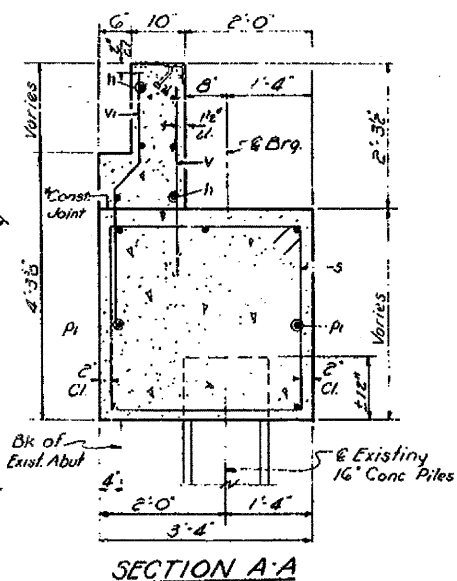 6" 10" 2'-0"
2" Cl.
8" 1'-4"
h
v1
1½" Cl.
Varies
℄ Brg.
2'-3½"
v
h
Const. Joint
4'-3½"
s
p1 p1
Varies
2" Cl.
2" Cl.
±12"
Bk of Exist. Abut
℄ Existing
16" Conc Piles
4"
2'-0" 1'-4"
3'-4"
SECTION A-A